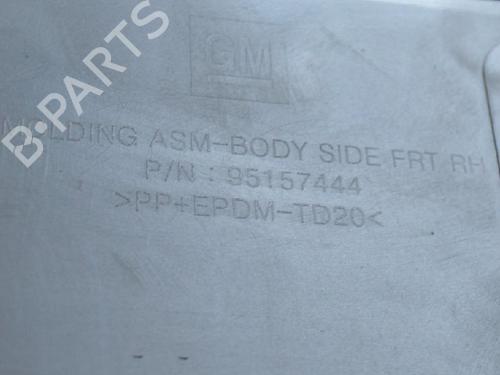 GM
MOLDING ASM-BODY SIDE FRT RH
P/N : 95157444
>PP+EPDM-TD20<
B-PARTS